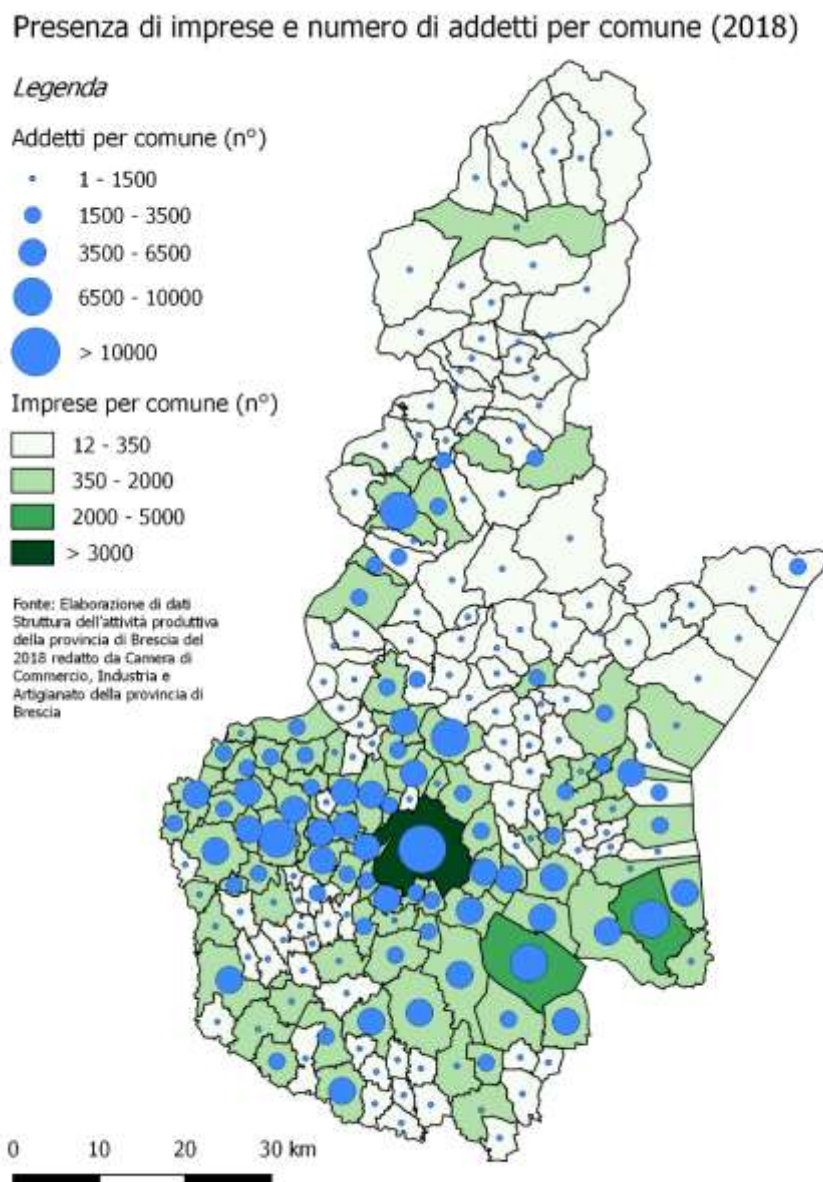 Presenza di imprese e numero di addetti per comune (2018)
Legenda
Addetti per comune (n°)
1 - 1500
1500 - 3500
3500 - 6500
6500 - 10000
> 10000
Imprese per comune (n°)
12 - 350
350 - 2000
2000 - 5000
> 3000
Fonte: Elaborazione di dati
Struttura dell'attività produttiva
della provincia di Brescia del
2018 redatto da Camera di
Commercio, Industria e
Artigianato della provincia di
Brescia
0 10 20 30 km